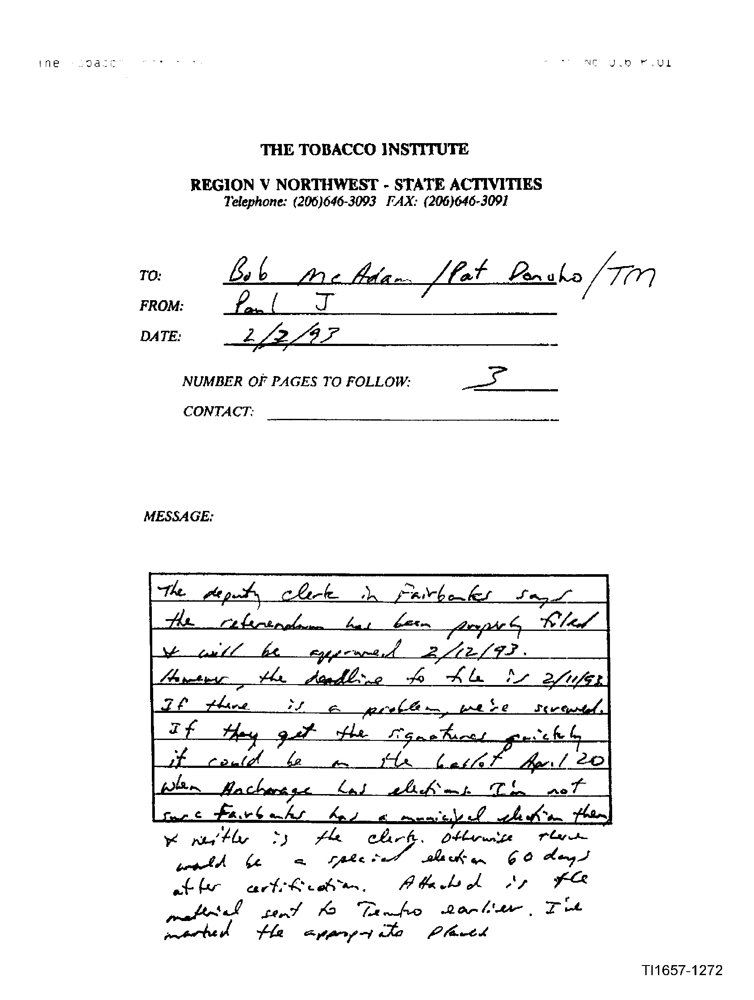 THE TOBACCO INSTITUTE
REGION V NORTHWEST - STATE ACTIVITIES
Telephone: (206)646-3093 FAX: (206)646-3091
TO: Bob McAdam / Pat Donoho / TM
FROM: Paul J
DATE: 2/2/93
NUMBER OF PAGES TO FOLLOW: 3
CONTACT:
MESSAGE:
The deputy clerk in Fairbanks says
the referendum has been properly filed
& will be approved 2/12/93.
However, the deadline to file is 2/11/93.
If there is a problem, we're screwed.
If they get the signatures quickly
it could be on the ballot April 20
when Anchorage has elections. I'm not
sure Fairbanks has a municipal election then
& neither is the clerk. Otherwise there
would be a special election 60 days
after certification. Attached is the
material sent to earlier. I've
marked the appropriate places
TI1657-1272